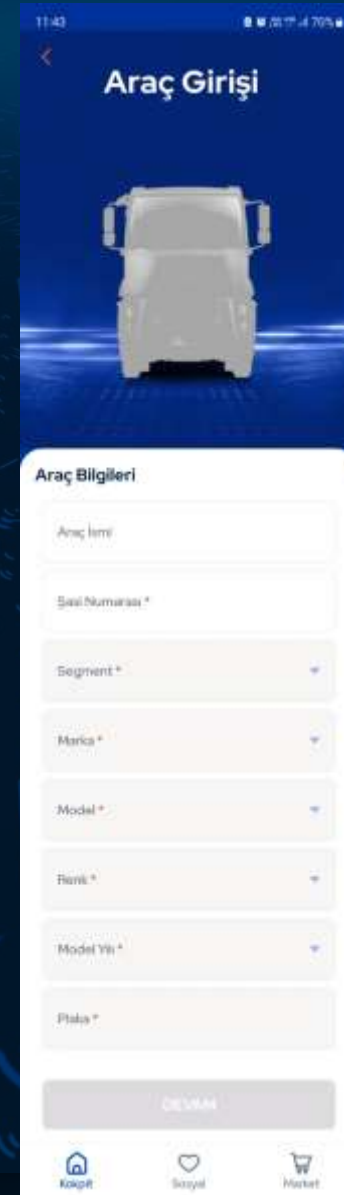 11:43
Araç Girişi
Araç Bilgileri
Araç İsmi
Şasi Numarası *
Segment *
Marka *
Model *
Renk *
Model Yılı *
Plaka *
DEVAM
Kokpit
Sosyal
Market